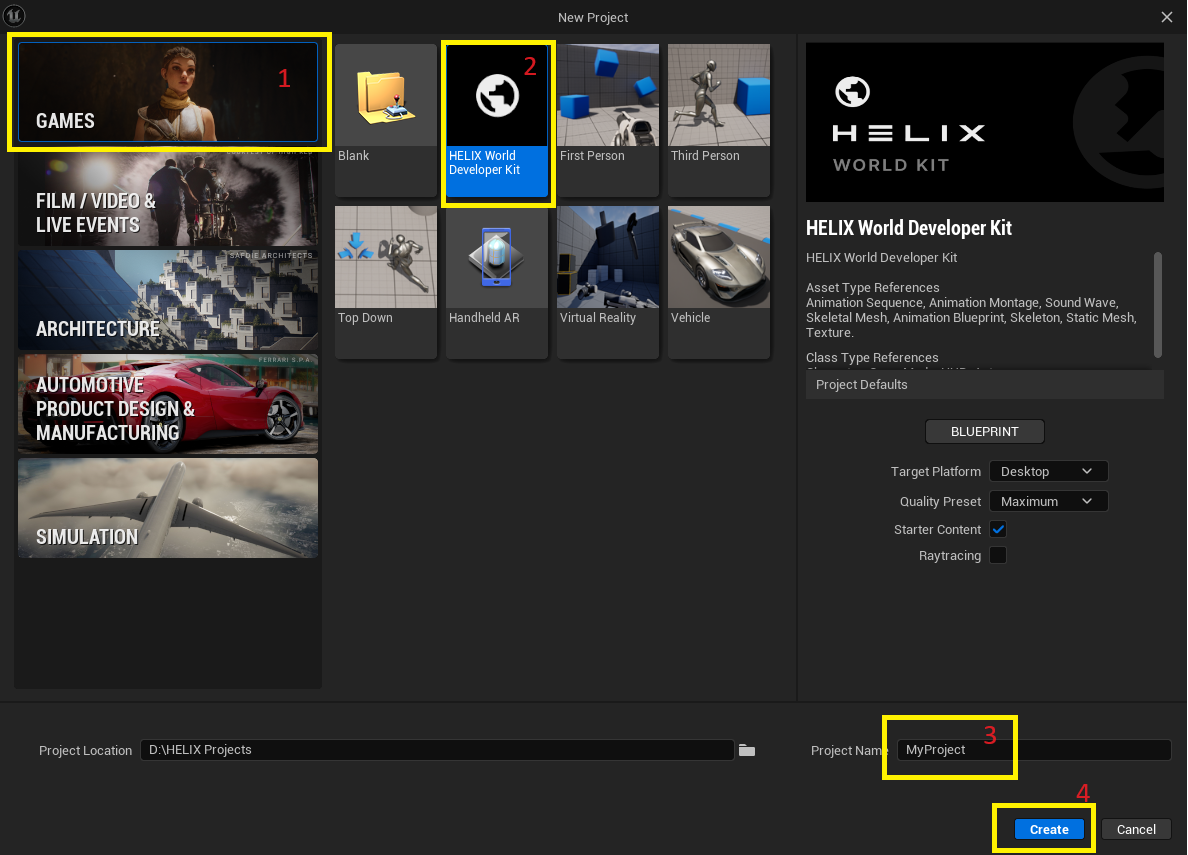 New Project
1
GAMES
FILM / VIDEO &
LIVE EVENTS
SAFDIE ARCHITECTS
ARCHITECTURE
FERRARI S.P.A.
AUTOMOTIVE
PRODUCT DESIGN &
MANUFACTURING
SIMULATION
Blank
2
HELIX World
Developer Kit
First Person
Third Person
Top Down
Handheld AR
Virtual Reality
Vehicle
HELIX
WORLD KIT
HELIX World Developer Kit
HELIX World Developer Kit
Asset Type References
Animation Sequence, Animation Montage, Sound Wave,
Skeletal Mesh, Animation Blueprint, Skeleton, Static Mesh,
Texture.
Class Type References
Project Defaults
BLUEPRINT
Target Platform Desktop
Quality Preset Maximum
Starter Content
Raytracing
Project Location D:\HELIX Projects
Project Name MyProject 3
4
Create Cancel